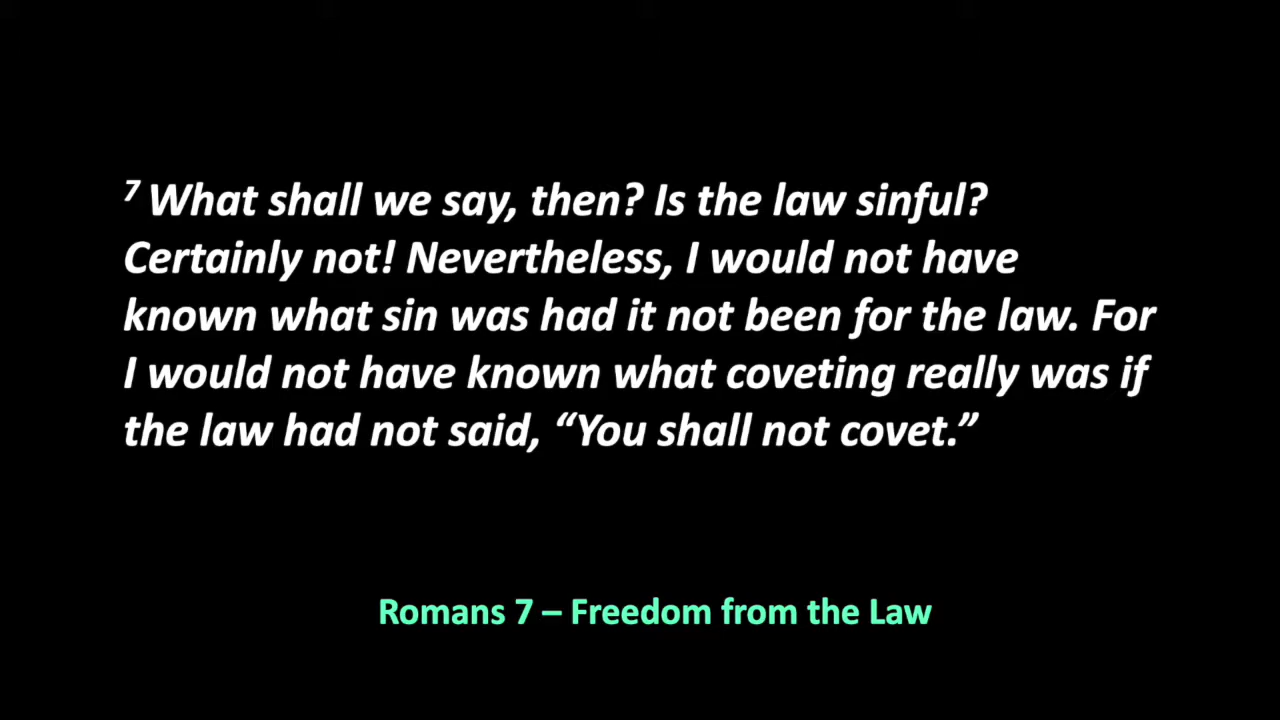 7 What shall we say, then? Is the law sinful?
Certainly not! Nevertheless, I would not have
known what sin was had it not been for the law. For
I would not have known what coveting really was if
the law had not said, “You shall not covet.”
Romans 7 – Freedom from the Law